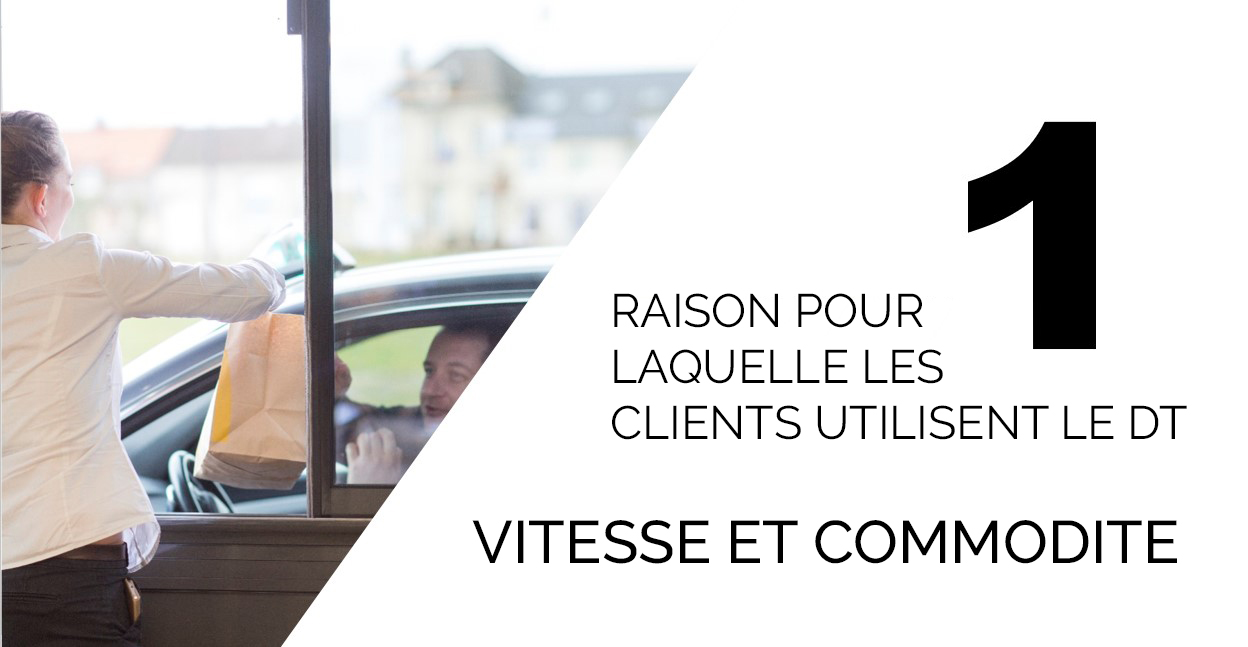 1
RAISON POUR
LAQUELLE LES
CLIENTS UTILISENT LE DT
VITESSE ET COMMODITE